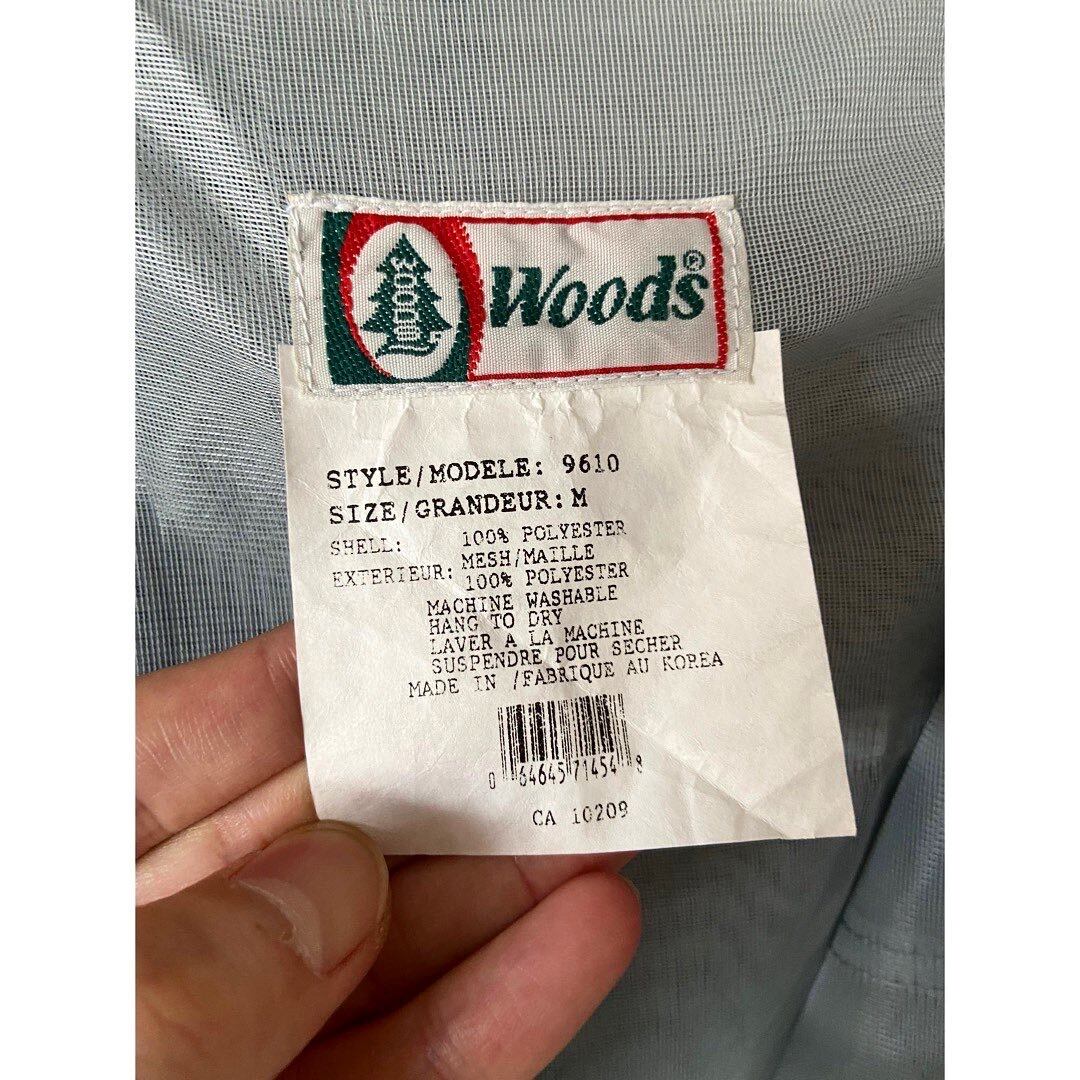 Woods®
STYLE/MODELE: 9610
SIZE/GRANDEUR: M
SHELL: 100% POLYESTER
MESH/MAILLE
EXTERIEUR: 100% POLYESTER
MACHINE WASHABLE
HANG TO DRY
LAVER A LA MACHINE
SUSPENDRE POUR SECHER
MADE IN /FABRIQUE AU KOREA
0 64645 71454 8
CA 10209